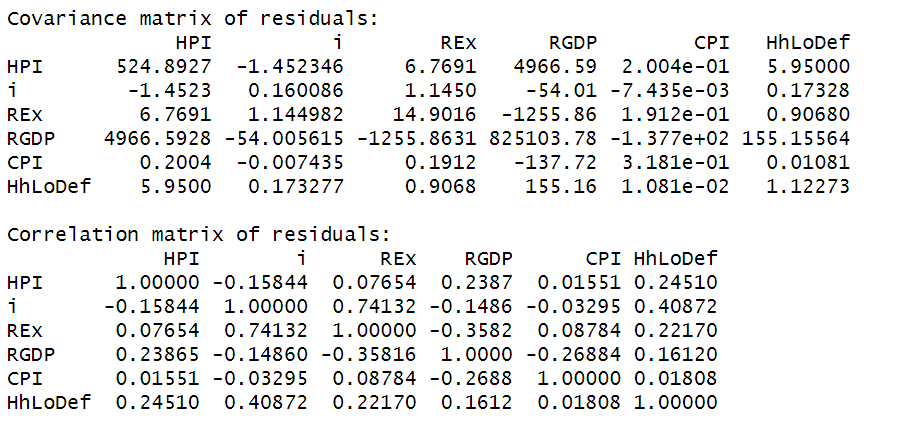 Covariance matrix of residuals:
              HPI          i        REx      RGDP        CPI  HhLoDef
HPI      524.8927  -1.452346     6.7691   4966.59  2.004e-01   5.95000
i         -1.4523   0.160086     1.1450    -54.01 -7.435e-03   0.17328
REx        6.7691   1.144982    14.9016  -1255.86  1.912e-01   0.90680
RGDP    4966.5928 -54.005615 -1255.8631 825103.78 -1.377e+02 155.15564
CPI        0.2004  -0.007435     0.1912   -137.72  3.181e-01   0.01081
HhLoDef    5.9500   0.173277     0.9068    155.16  1.081e-02   1.12273
Correlation matrix of residuals:
             HPI        i      REx    RGDP      CPI HhLoDef
HPI      1.00000 -0.15844  0.07654  0.2387  0.01551 0.24510
i       -0.15844  1.00000  0.74132 -0.1486 -0.03295 0.40872
REx      0.07654  0.74132  1.00000 -0.3582  0.08784 0.22170
RGDP     0.23865 -0.14860 -0.35816  1.0000 -0.26884 0.16120
CPI      0.01551 -0.03295  0.08784 -0.2688  1.00000 0.01808
HhLoDef  0.24510  0.40872  0.22170  0.1612  0.01808 1.00000